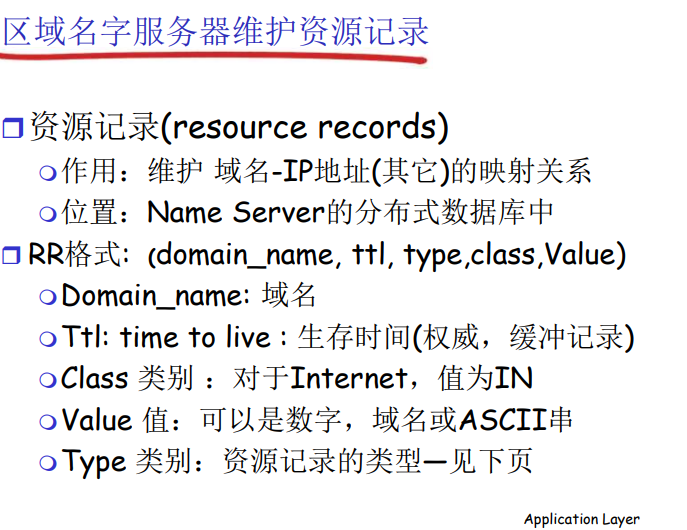 区域名字服务器维护资源记录
资源记录(resource records)
作用：维护 域名-IP地址(其它)的映射关系
位置：Name Server的分布式数据库中
RR格式: (domain_name, ttl, type,class,Value)
Domain_name: 域名
Ttl: time to live : 生存时间(权威，缓冲记录)
Class 类别 ：对于Internet，值为IN
Value 值：可以是数字，域名或ASCII串
Type 类别：资源记录的类型—见下页
Application Layer